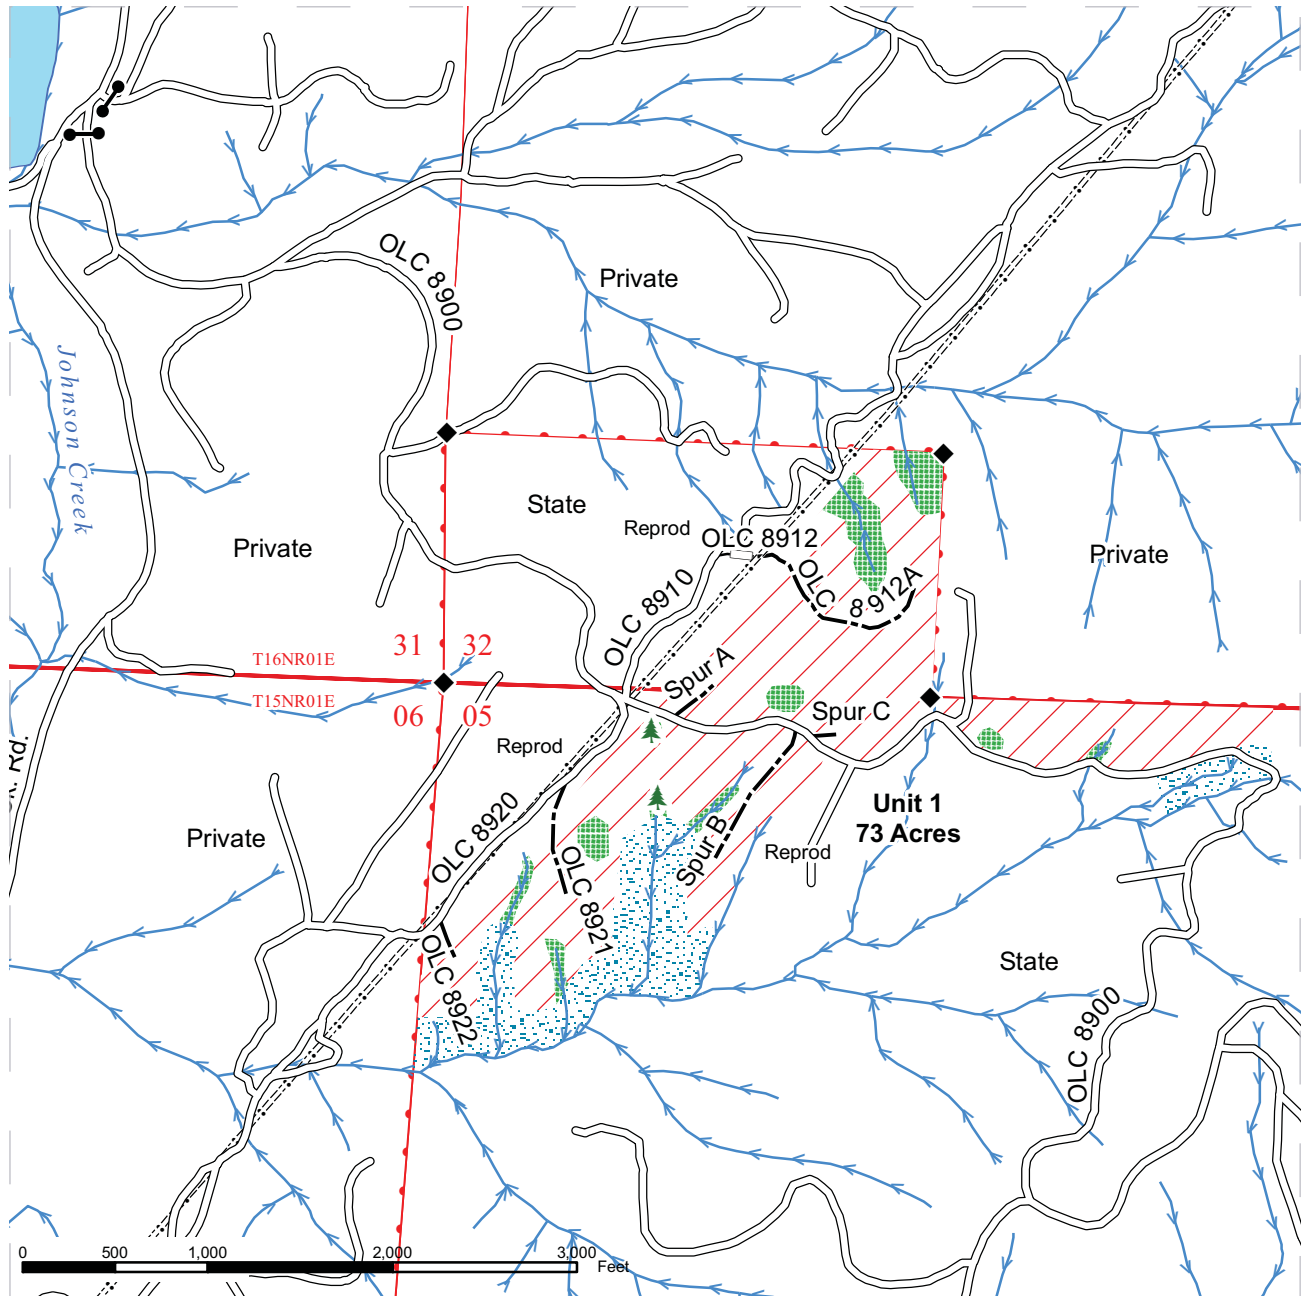 OLC 8900
Private
Johnson Creek
State
Reprod
OLC 8912
Private
Private
OLC
8912A
OLC 8910
31
32
T16NR01E
Spur A
T15NR01E
06
05
Spur C
Reprod
Rd.
Unit 1
73 Acres
OLC 8920
Private
Spur B
Reprod
OLC 8921
OLC 8922
State
OLC 8900
0
500
1,000
2,000
3,000
Feet